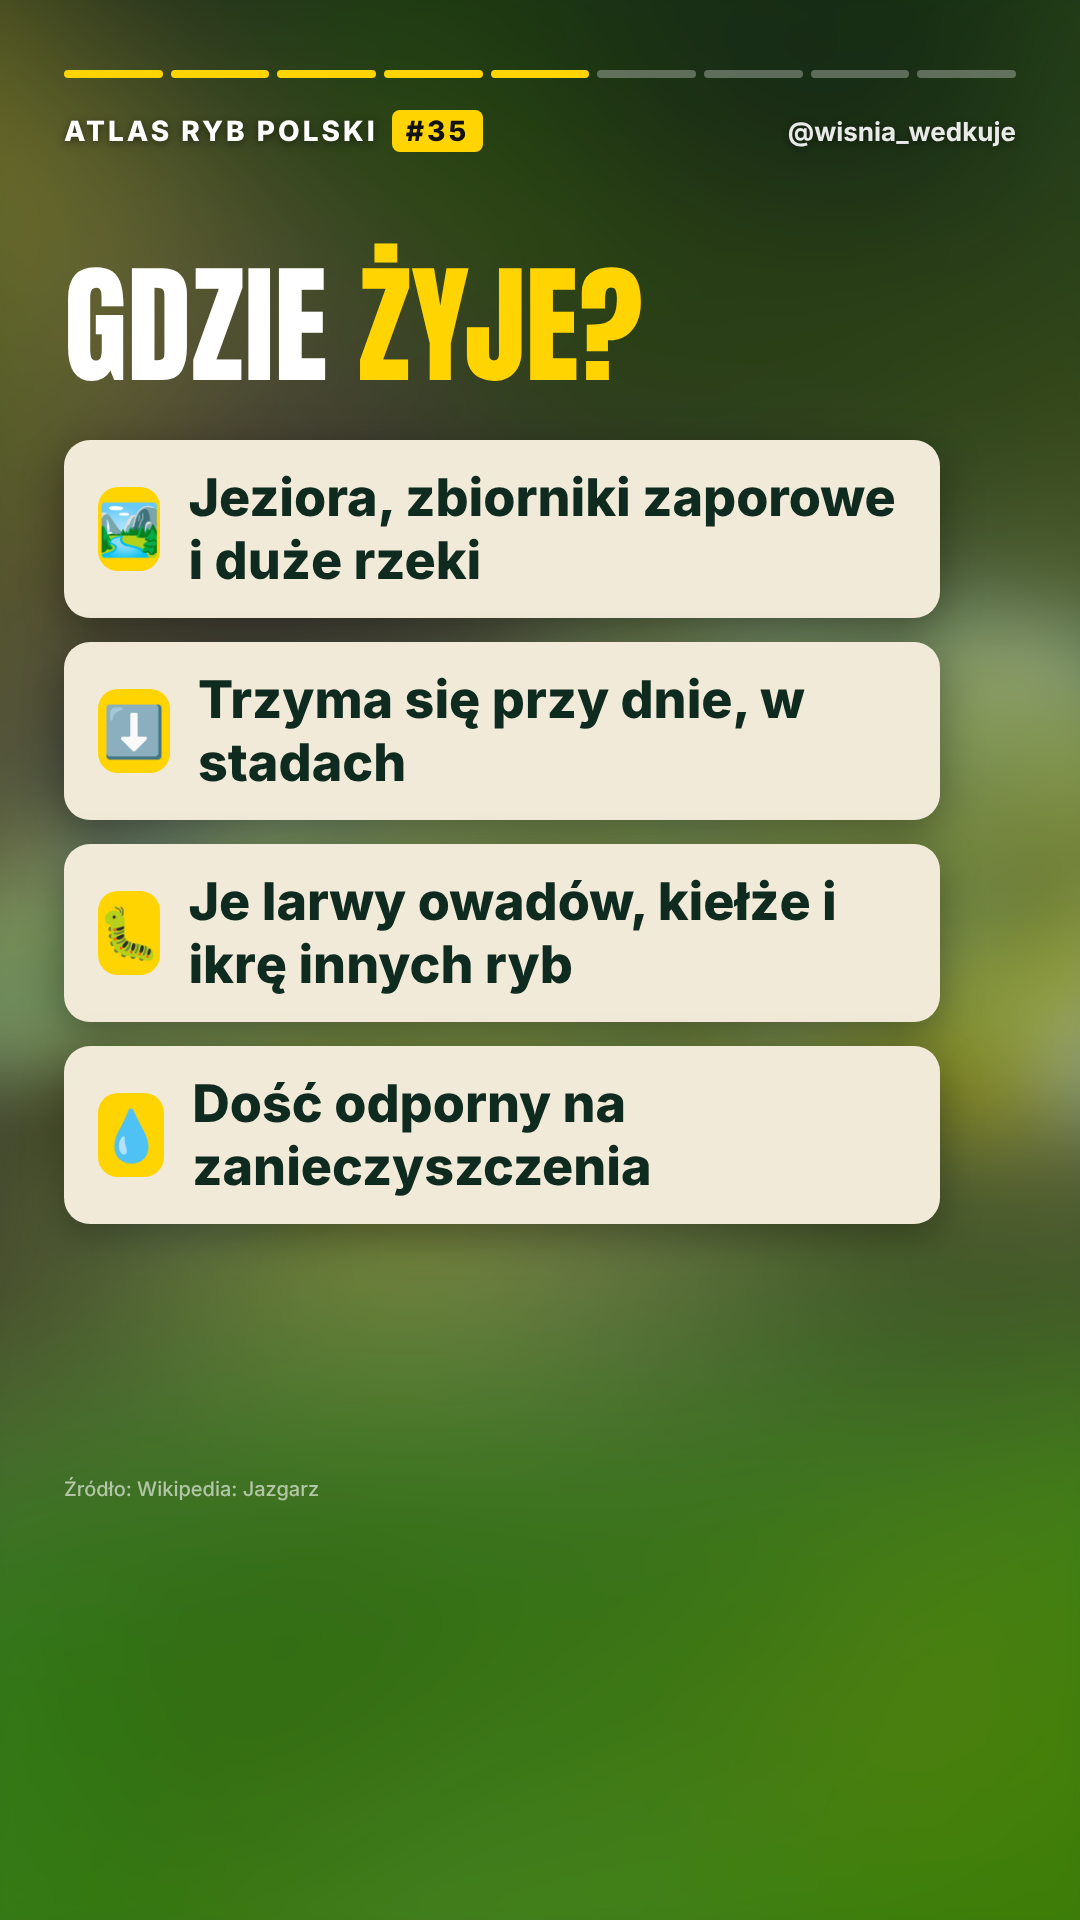 ATLAS RYB POLSKI #35
@wisnia_wedkuje
GDZIE ŻYJE?
Jeziora, zbiorniki zaporowe
i duże rzeki
Trzyma się przy dnie, w
stadach
Je larwy owadów, kiełże i
ikrę innych ryb
Dość odporny na
zanieczyszczenia
Źródło: Wikipedia: Jazgarz